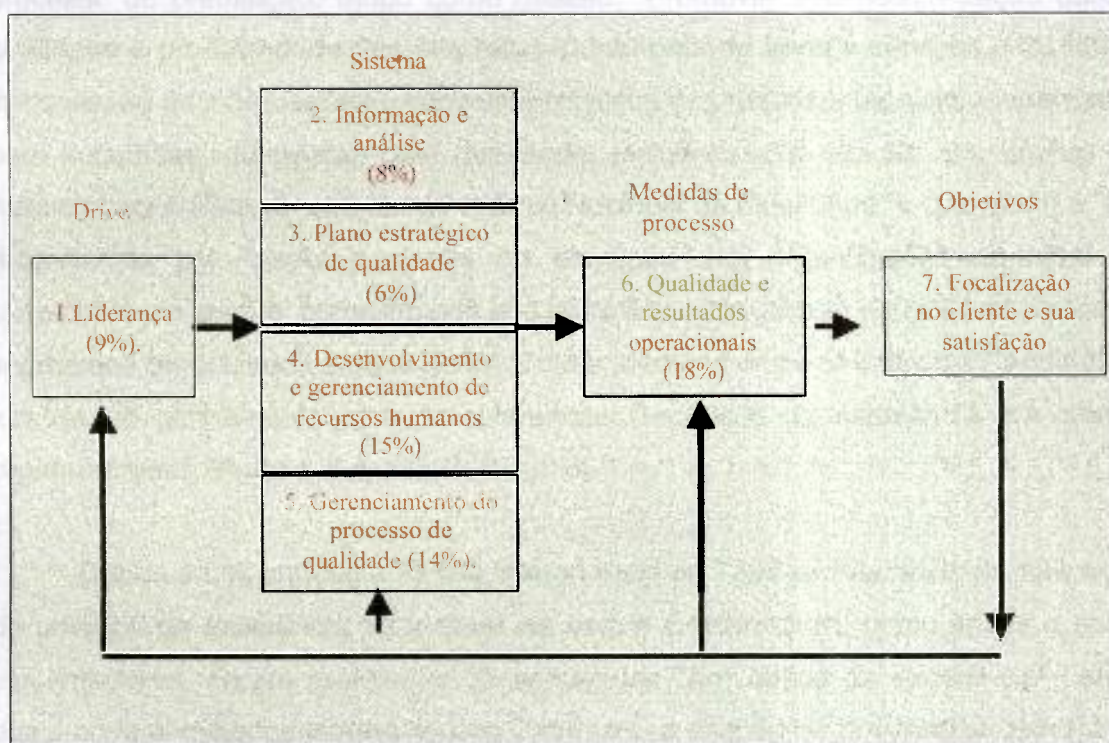 Sistema
2. Informação e
análise
(8%)
Drive
3. Plano estratégico
de qualidade
(6%)
Medidas de
processo
Objetivos
1.Liderança
(9%).
4. Desenvolvimento
e gerenciamento de
recursos humanos
(15%)
6. Qualidade e
resultados
operacionais
(18%)
7. Focalização
no cliente e sua
satisfação
5. Gerenciamento do
processo de
qualidade (14%).